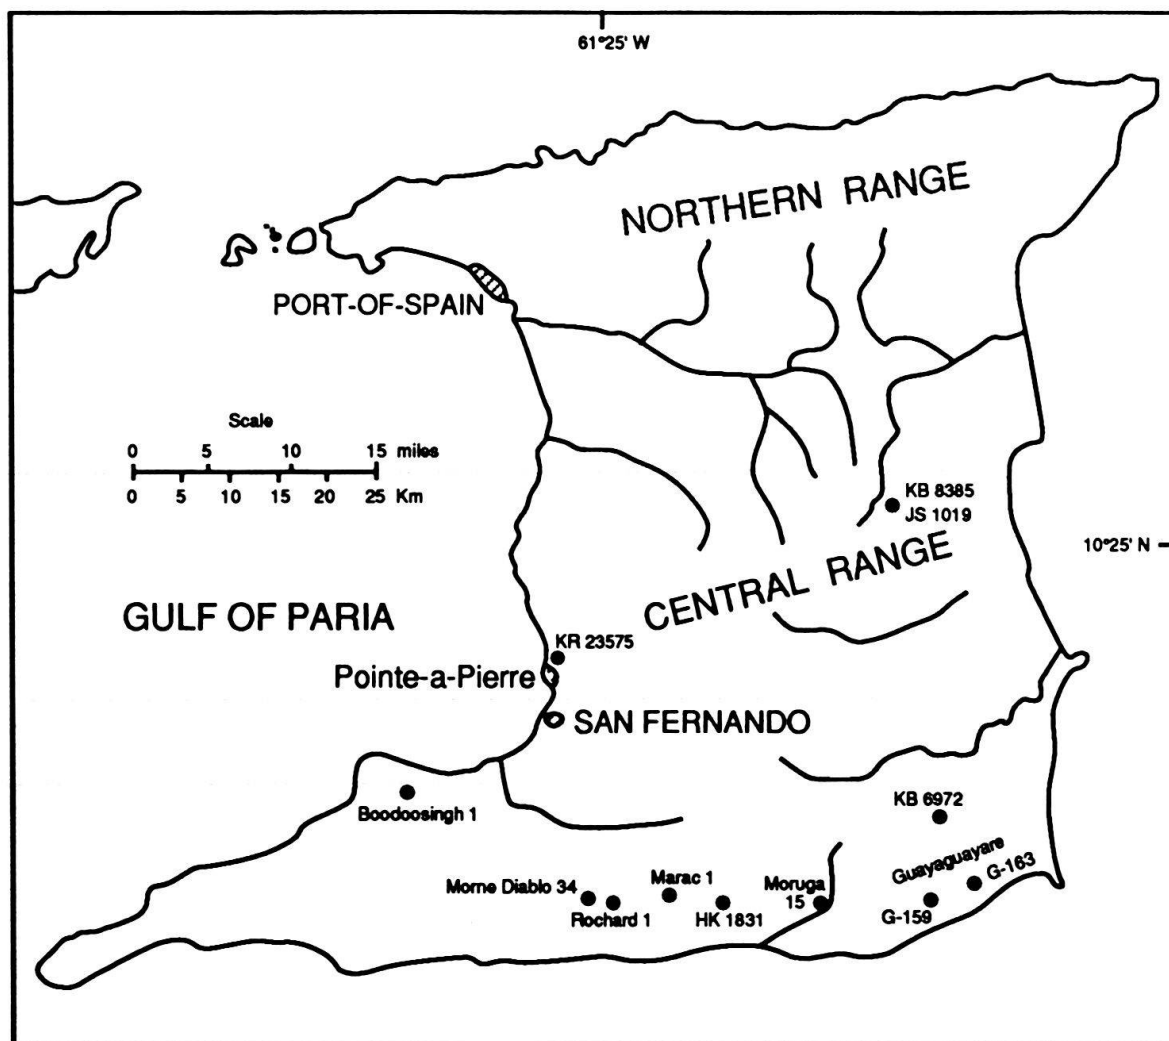 61°25' W
NORTHERN RANGE
PORT-OF-SPAIN
Scale
0 5 10 15 miles
0 5 10 15 20 25 Km
KB 8385
JS 1019
10°25' N
CENTRAL RANGE
GULF OF PARIA
KR 23575
Pointe-a-Pierre
SAN FERNANDO
Boodoosingh 1
KB 6972
Guayaguayare
G-163
Morne Diablo 34
Marac 1
Moruga
15
Rochard 1
HK 1831
G-159